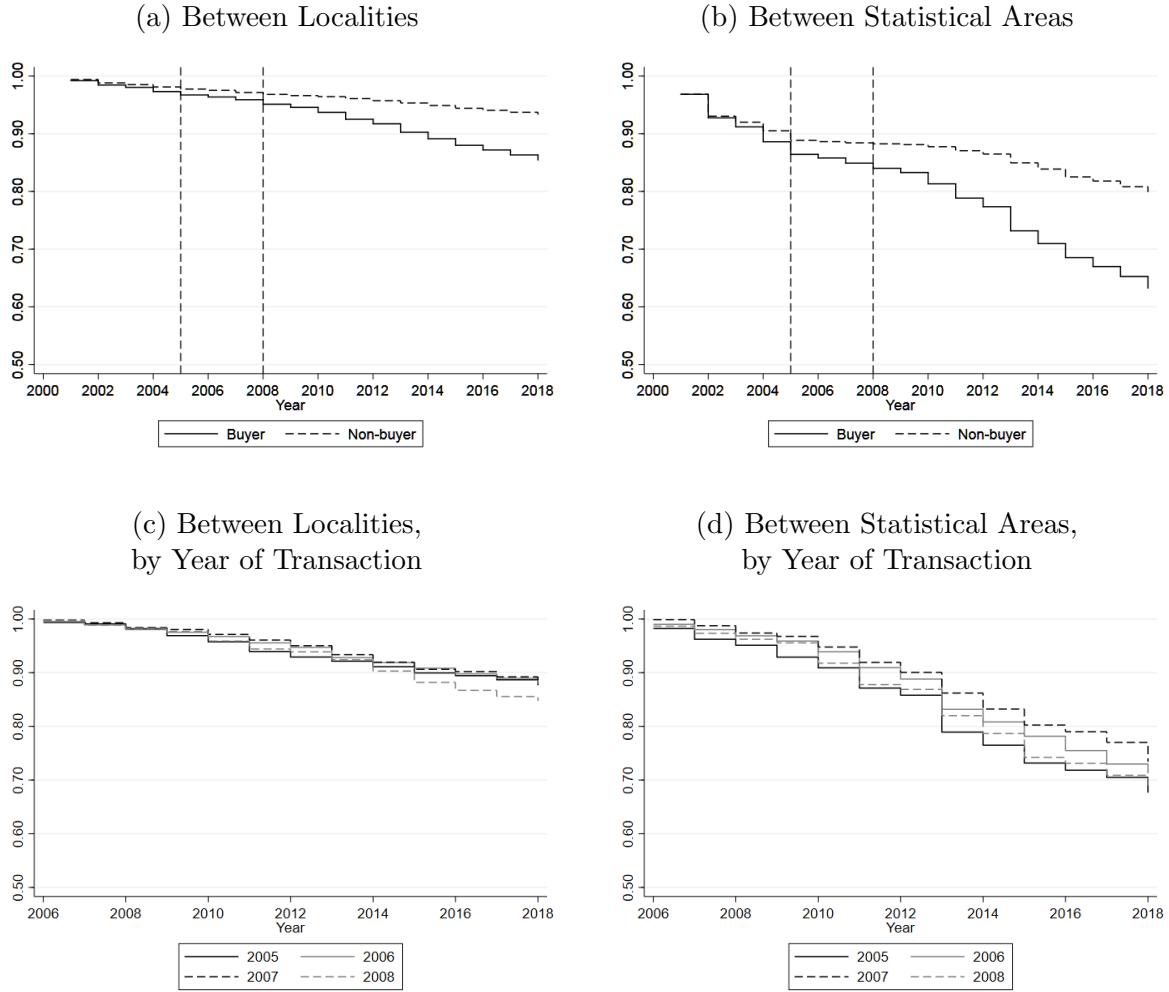 (a) Between Localities
1.00
0.90
0.80
0.70
0.60
0.50
2000 2002 2004 2006 2008 2010 2012 2014 2016 2018
Year
Buyer Non-buyer
(b) Between Statistical Areas
1.00
0.90
0.80
0.70
0.60
0.50
2000 2002 2004 2006 2008 2010 2012 2014 2016 2018
Year
Buyer Non-buyer
(c) Between Localities,
by Year of Transaction
1.00
0.90
0.80
0.70
0.60
0.50
2006 2008 2010 2012 2014 2016 2018
Year
2005 2006
2007 2008
(d) Between Statistical Areas,
by Year of Transaction
1.00
0.90
0.80
0.70
0.60
0.50
2006 2008 2010 2012 2014 2016 2018
Year
2005 2006
2007 2008